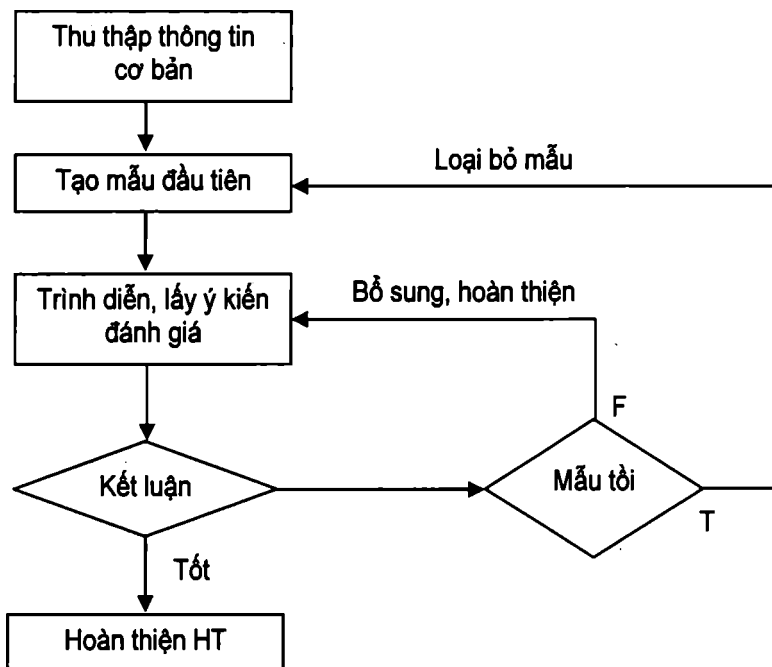 Thu thập thông tin
cơ bản
Tạo mẫu đầu tiên
Loại bỏ mẫu
Trình diễn, lấy ý kiến
đánh giá
Bổ sung, hoàn thiện
F
Kết luận
Mẫu tồi
T
Tốt
Hoàn thiện HT